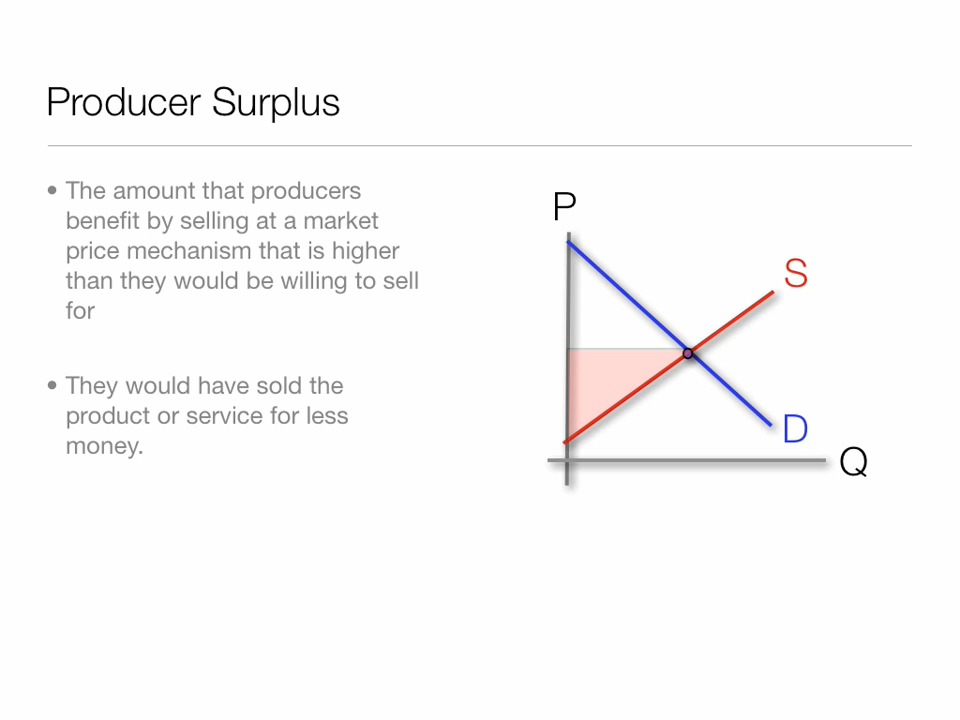 Producer Surplus
• The amount that producers
benefit by selling at a market
price mechanism that is higher
than they would be willing to sell
for
• They would have sold the
product or service for less
money.
P
S
D
Q